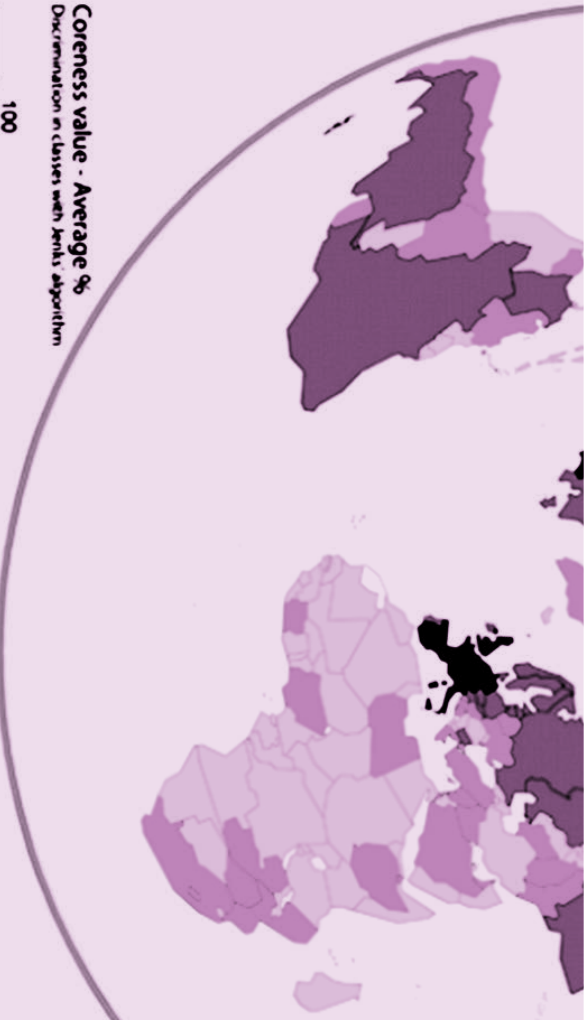 Coreness value - Average %
Discrimination in classes with Jenks' algorithm
100